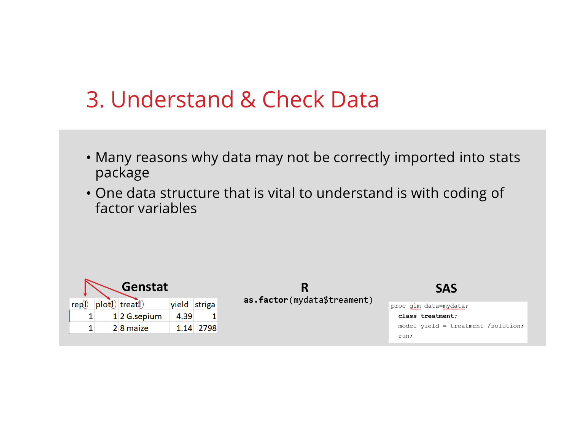 3. Understand & Check Data
• Many reasons why data may not be correctly imported into stats
package
• One data structure that is vital to understand is with coding of
factor variables
Genstat
rep! plot! treat! yield striga
1 1 2 G.sepium 4.39 1
1 2 8 maize 1.14 2798
R
as.factor(mydata$treament)
SAS
proc glm data=mydata;
class treatment;
model yield = treatment /solution;
run;